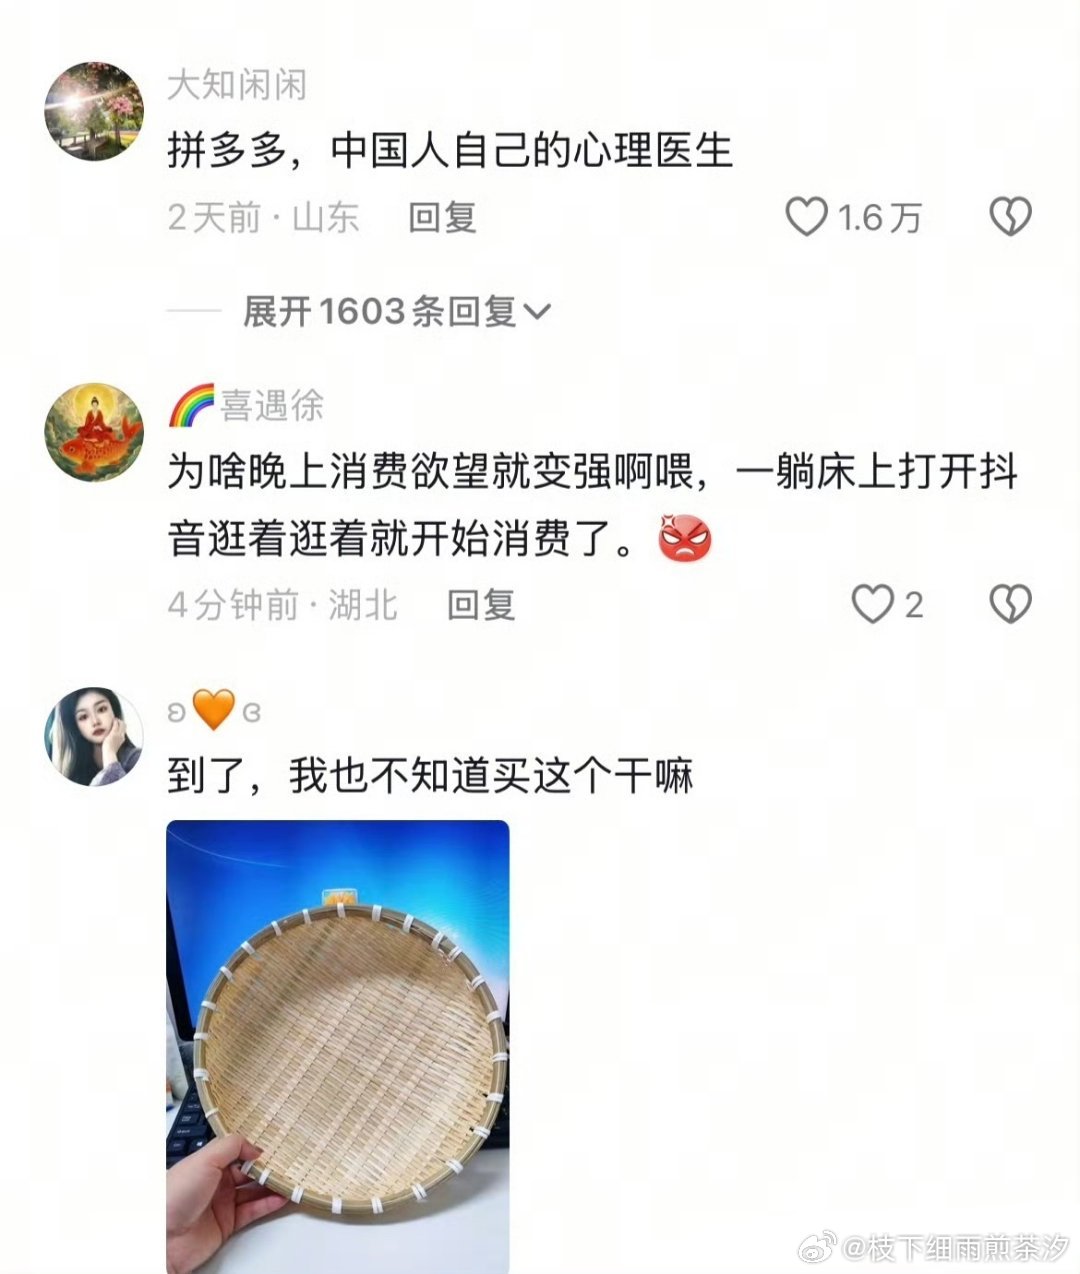 大知闲闲
拼多多，中国人自己的心理医生
2天前·山东 回复 1.6万
展开1603条回复
🌈喜遇徐
为啥晚上消费欲望就变强啊喂，一躺床上打开抖
音逛着逛着就开始消费了。😡
4分钟前·湖北 回复 2
ʚ🧡ɞ
到了，我也不知道买这个干嘛
@枝下细雨煎茶汐